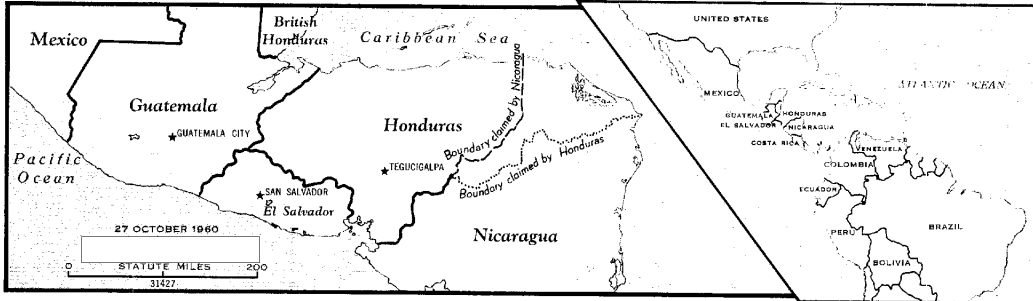 Mexico
British
Honduras
Caribbean Sea
Guatemala
GUATEMALA CITY
Honduras
TEGUCIGALPA
Boundary claimed by Nicaragua
Boundary claimed by Honduras
Pacific
Ocean
SAN SALVADOR
El Salvador
Nicaragua
27 OCTOBER 1960
STATUTE MILES
0 200
31427
UNITED STATES
ATLANTIC OCEAN
MEXICO
GUATEMALA
HONDURAS
EL SALVADOR
NICARAGUA
COSTA RICA
VENEZUELA
COLOMBIA
ECUADOR
PERU
BRAZIL
BOLIVIA